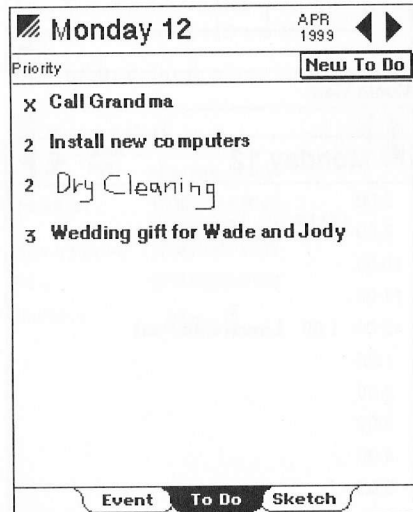 Monday 12 APR 1999
Priority New To Do
X Call Grandma
2 Install new computers
2 Dry Cleaning
3 Wedding gift for Wade and Jody
Event To Do Sketch